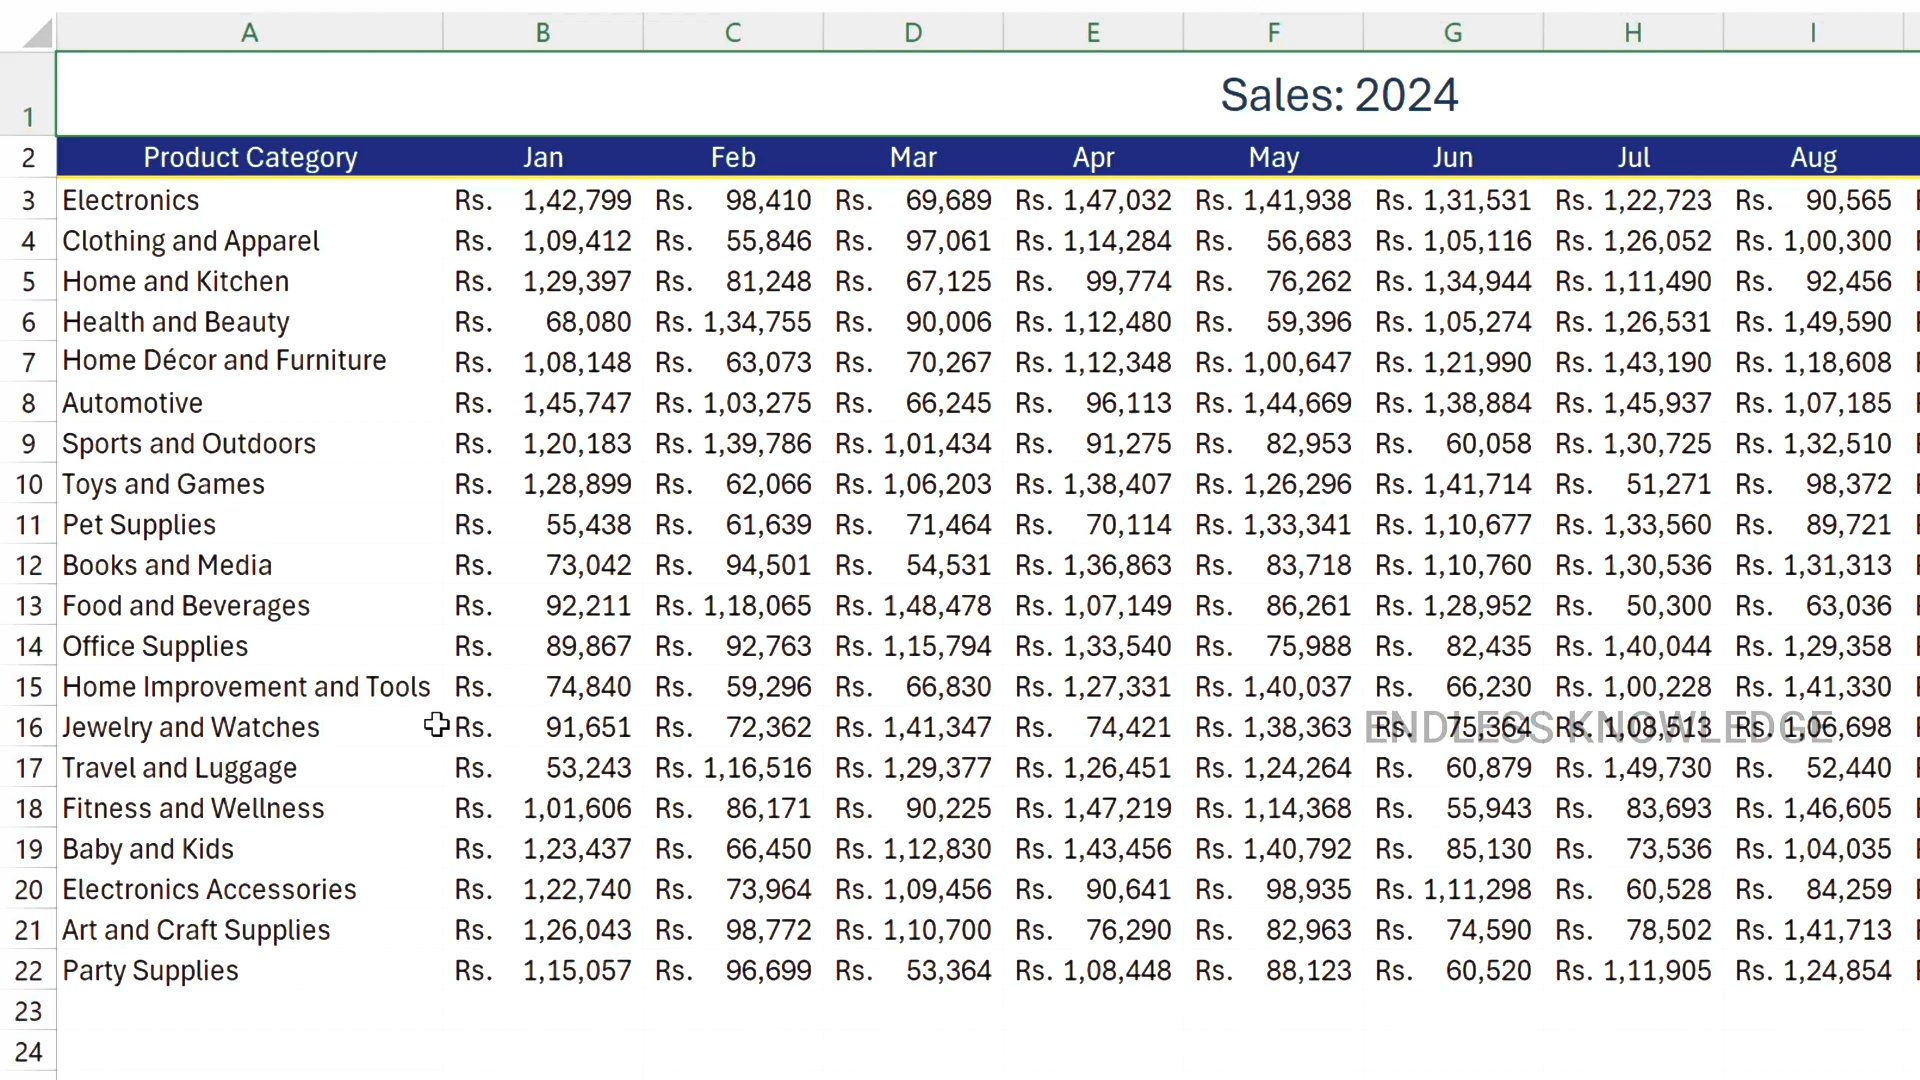 A B C D E F G H I
1 Sales: 2024
2 Product Category Jan Feb Mar Apr May Jun Jul Aug
3 Electronics Rs. 1,42,799 Rs. 98,410 Rs. 69,689 Rs. 1,47,032 Rs. 1,41,938 Rs. 1,31,531 Rs. 1,22,723 Rs. 90,565
4 Clothing and Apparel Rs. 1,09,412 Rs. 55,846 Rs. 97,061 Rs. 1,14,284 Rs. 56,683 Rs. 1,05,116 Rs. 1,26,052 Rs. 1,00,300
5 Home and Kitchen Rs. 1,29,397 Rs. 81,248 Rs. 67,125 Rs. 99,774 Rs. 76,262 Rs. 1,34,944 Rs. 1,11,490 Rs. 92,456
6 Health and Beauty Rs. 68,080 Rs. 1,34,755 Rs. 90,006 Rs. 1,12,480 Rs. 59,396 Rs. 1,05,274 Rs. 1,26,531 Rs. 1,49,590
7 Home Décor and Furniture Rs. 1,08,148 Rs. 63,073 Rs. 70,267 Rs. 1,12,348 Rs. 1,00,647 Rs. 1,21,990 Rs. 1,43,190 Rs. 1,18,608
8 Automotive Rs. 1,45,747 Rs. 1,03,275 Rs. 66,245 Rs. 96,113 Rs. 1,44,669 Rs. 1,38,884 Rs. 1,45,937 Rs. 1,07,185
9 Sports and Outdoors Rs. 1,20,183 Rs. 1,39,786 Rs. 1,01,434 Rs. 91,275 Rs. 82,953 Rs. 60,058 Rs. 1,30,725 Rs. 1,32,510
10 Toys and Games Rs. 1,28,899 Rs. 62,066 Rs. 1,06,203 Rs. 1,38,407 Rs. 1,26,296 Rs. 1,41,714 Rs. 51,271 Rs. 98,372
11 Pet Supplies Rs. 55,438 Rs. 61,639 Rs. 71,464 Rs. 70,114 Rs. 1,33,341 Rs. 1,10,677 Rs. 1,33,560 Rs. 89,721
12 Books and Media Rs. 73,042 Rs. 94,501 Rs. 54,531 Rs. 1,36,863 Rs. 83,718 Rs. 1,10,760 Rs. 1,30,536 Rs. 1,31,313
13 Food and Beverages Rs. 92,211 Rs. 1,18,065 Rs. 1,48,478 Rs. 1,07,149 Rs. 86,261 Rs. 1,28,952 Rs. 50,300 Rs. 63,036
14 Office Supplies Rs. 89,867 Rs. 92,763 Rs. 1,15,794 Rs. 1,33,540 Rs. 75,988 Rs. 82,435 Rs. 1,40,044 Rs. 1,29,358
15 Home Improvement and Tools Rs. 74,840 Rs. 59,296 Rs. 66,830 Rs. 1,27,331 Rs. 1,40,037 Rs. 66,230 Rs. 1,00,228 Rs. 1,41,330
16 Jewelry and Watches Rs. 91,651 Rs. 72,362 Rs. 1,41,347 Rs. 74,421 Rs. 1,38,363 Rs. 75,364 Rs. 1,08,513 Rs. 1,06,698
ENDLESS KNOWLEDGE
17 Travel and Luggage Rs. 53,243 Rs. 1,16,516 Rs. 1,29,377 Rs. 1,26,451 Rs. 1,24,264 Rs. 60,879 Rs. 1,49,730 Rs. 52,440
18 Fitness and Wellness Rs. 1,01,606 Rs. 86,171 Rs. 90,225 Rs. 1,47,219 Rs. 1,14,368 Rs. 55,943 Rs. 83,693 Rs. 1,46,605
19 Baby and Kids Rs. 1,23,437 Rs. 66,450 Rs. 1,12,830 Rs. 1,43,456 Rs. 1,40,792 Rs. 85,130 Rs. 73,536 Rs. 1,04,035
20 Electronics Accessories Rs. 1,22,740 Rs. 73,964 Rs. 1,09,456 Rs. 90,641 Rs. 98,935 Rs. 1,11,298 Rs. 60,528 Rs. 84,259
21 Art and Craft Supplies Rs. 1,26,043 Rs. 98,772 Rs. 1,10,700 Rs. 76,290 Rs. 82,963 Rs. 74,590 Rs. 78,502 Rs. 1,41,713
22 Party Supplies Rs. 1,15,057 Rs. 96,699 Rs. 53,364 Rs. 1,08,448 Rs. 88,123 Rs. 60,520 Rs. 1,11,905 Rs. 1,24,854
23
24